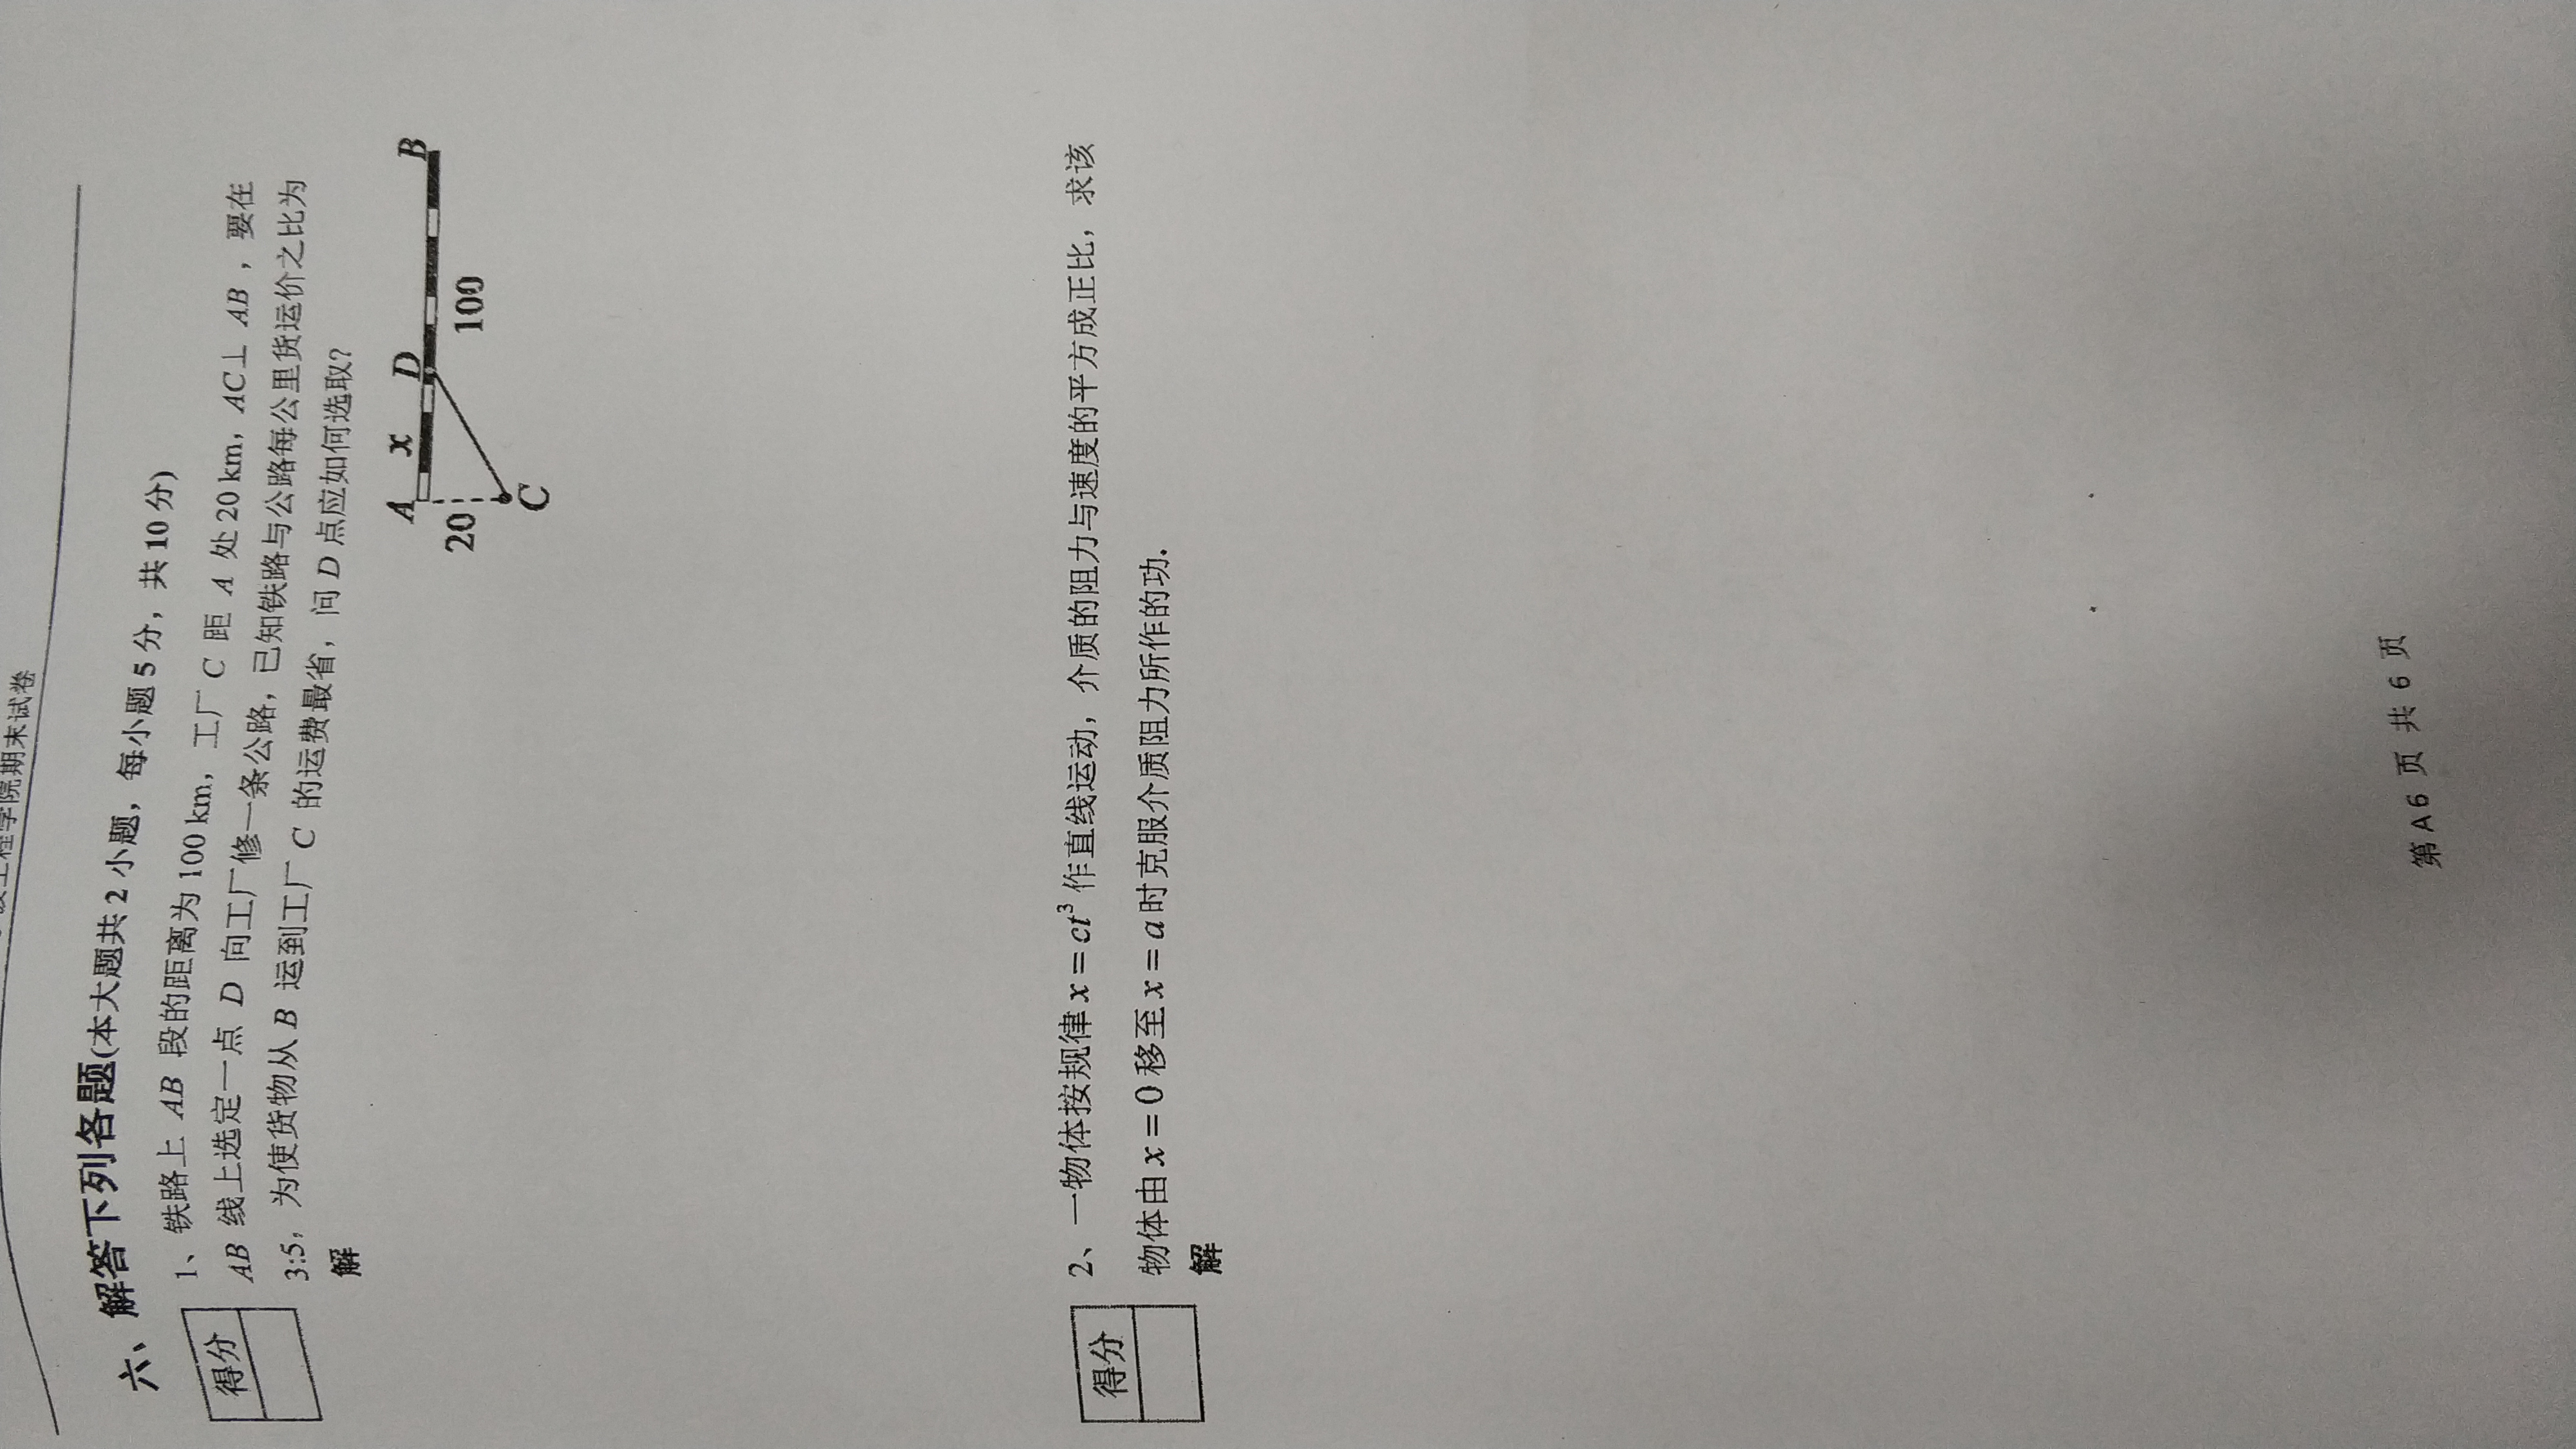 工程学院期末试卷
六、解答下列各题(本大题共 2 小题，每小题 5 分，共 10 分)
得分
1、铁路上 AB 段的距离为 100 km，工厂 C 距 A 处 20 km，AC⊥ AB ，要在
AB 线上选定一点 D 向工厂修一条公路，已知铁路与公路每公里货运价之比为
3:5，为使货物从 B 运到工厂 C 的运费最省，问 D 点应如何选取？
解
A x D B
20 100
C
得分
2、一物体按规律 x = ct³ 作直线运动，介质的阻力与速度的平方成正比，求该
物体由 x = 0 移至 x = a 时克服介质阻力所作的功.
解
第 A 6 页 共 6 页